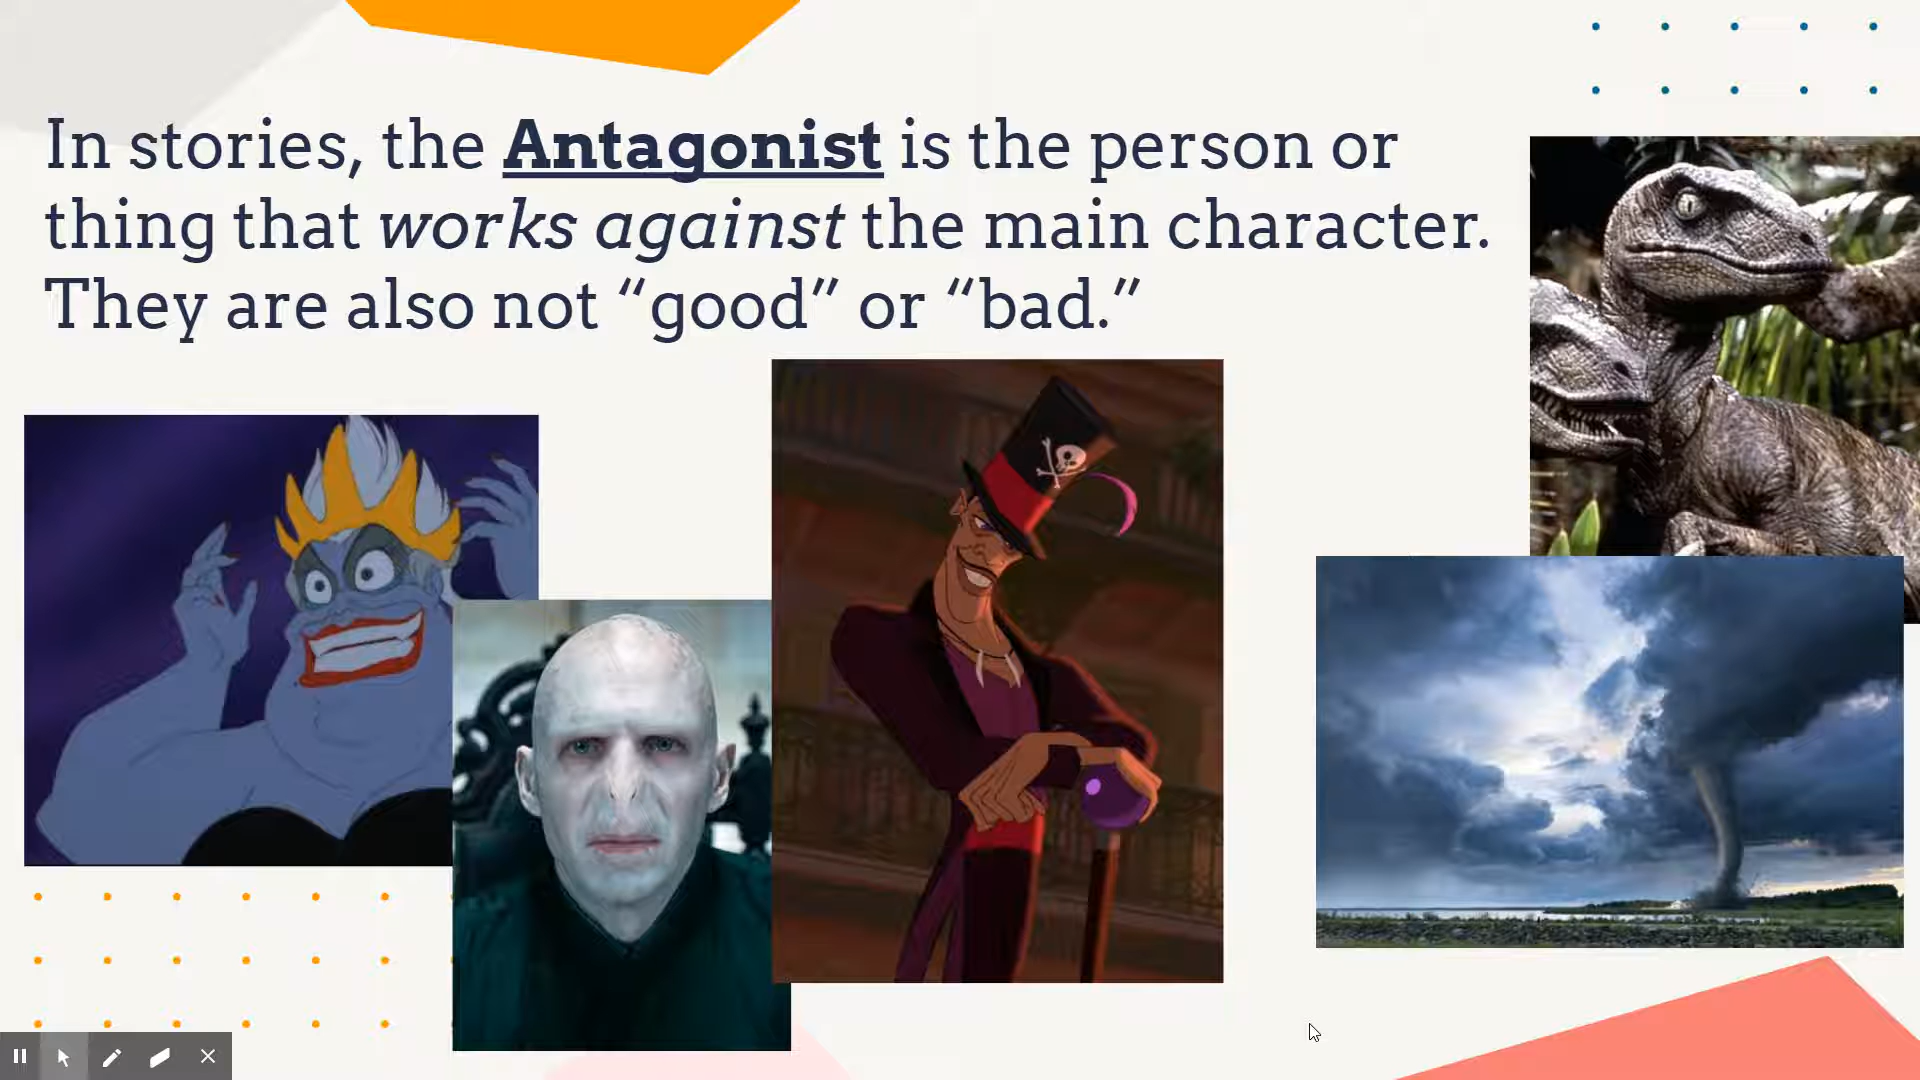 In stories, the Antagonist is the person or
thing that works against the main character.
They are also not “good” or “bad.”